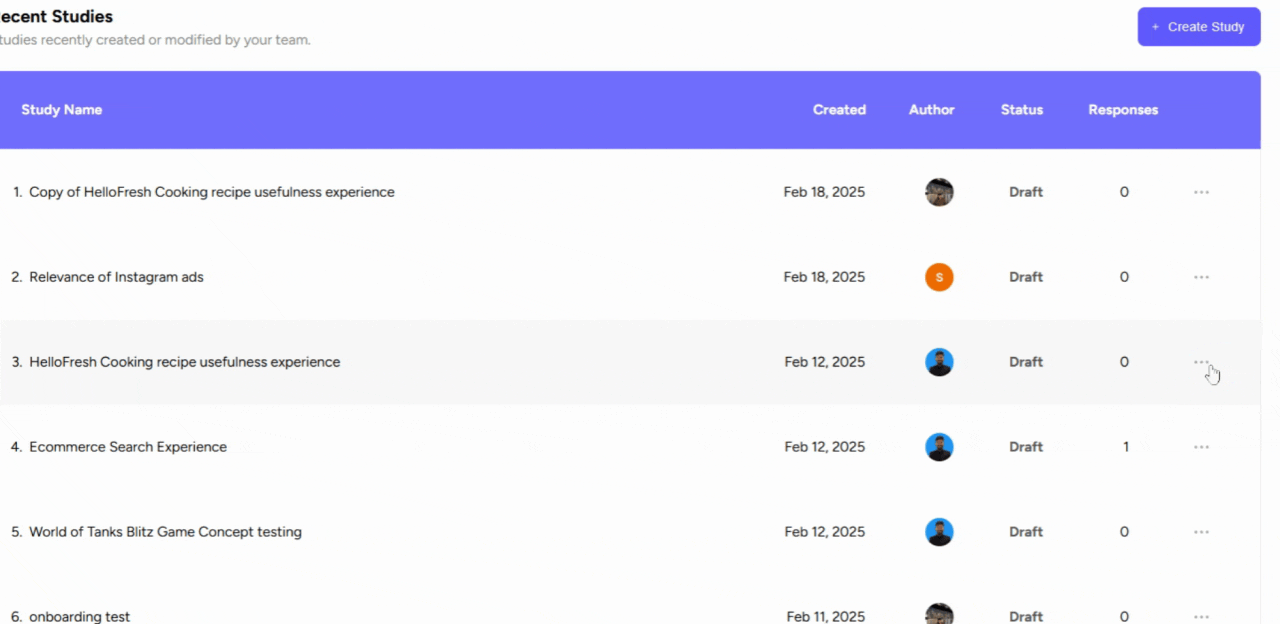 ecent Studies
tudies recently created or modified by your team.
+ Create Study
Study Name Created Author Status Responses
1. Copy of HelloFresh Cooking recipe usefulness experience Feb 18, 2025 Draft 0 ...
2. Relevance of Instagram ads Feb 18, 2025 S Draft 0 ...
3. HelloFresh Cooking recipe usefulness experience Feb 12, 2025 Draft 0 ...
4. Ecommerce Search Experience Feb 12, 2025 Draft 1 ...
5. World of Tanks Blitz Game Concept testing Feb 12, 2025 Draft 0 ...
6. onboarding test Feb 11, 2025 Draft 0 ...